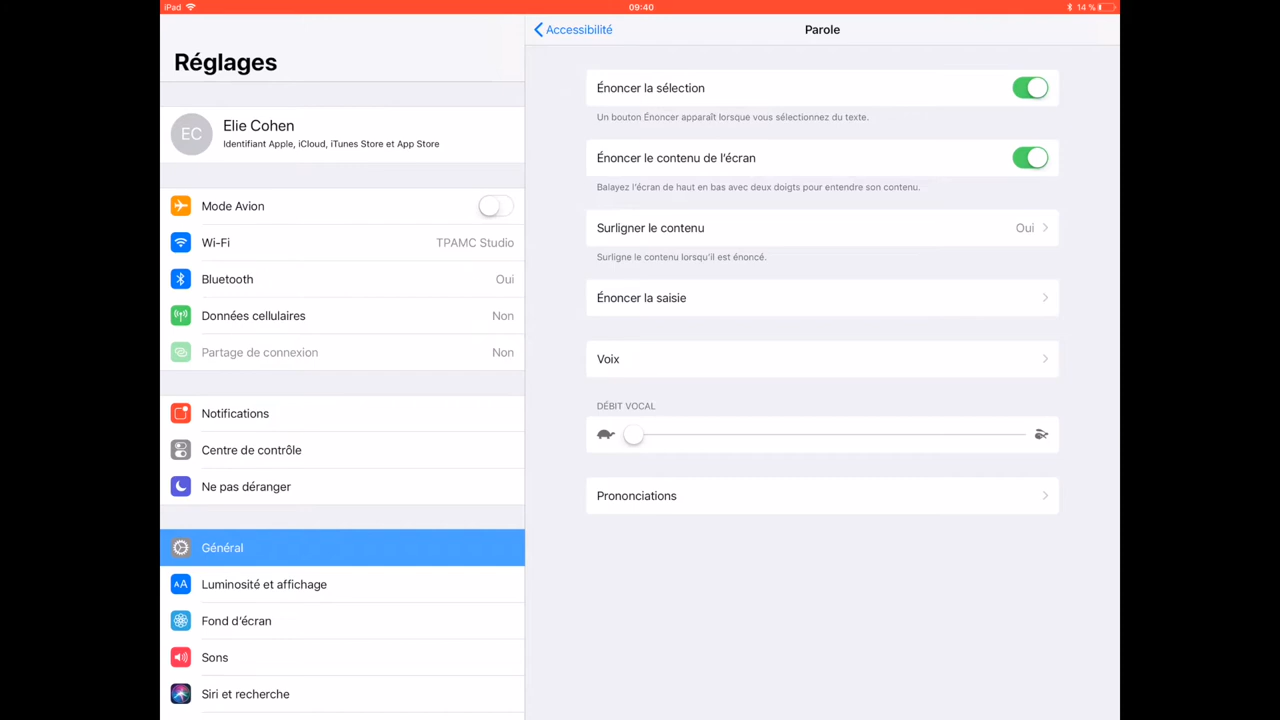 iPad
09:40
14 %
Réglages
Accessibilité
Parole
EC
Elie Cohen
Identifiant Apple, iCloud, iTunes Store et App Store
Mode Avion
Wi-Fi
TPAMC Studio
Bluetooth
Oui
Données cellulaires
Non
Partage de connexion
Non
Notifications
Centre de contrôle
Ne pas déranger
Général
AA
Luminosité et affichage
Fond d'écran
Sons
Siri et recherche
Énoncer la sélection
Un bouton Énoncer apparaît lorsque vous sélectionnez du texte.
Énoncer le contenu de l'écran
Balayez l'écran de haut en bas avec deux doigts pour entendre son contenu.
Surligner le contenu
Oui
Surligne le contenu lorsqu'il est énoncé.
Énoncer la saisie
Voix
DÉBIT VOCAL
Prononciations